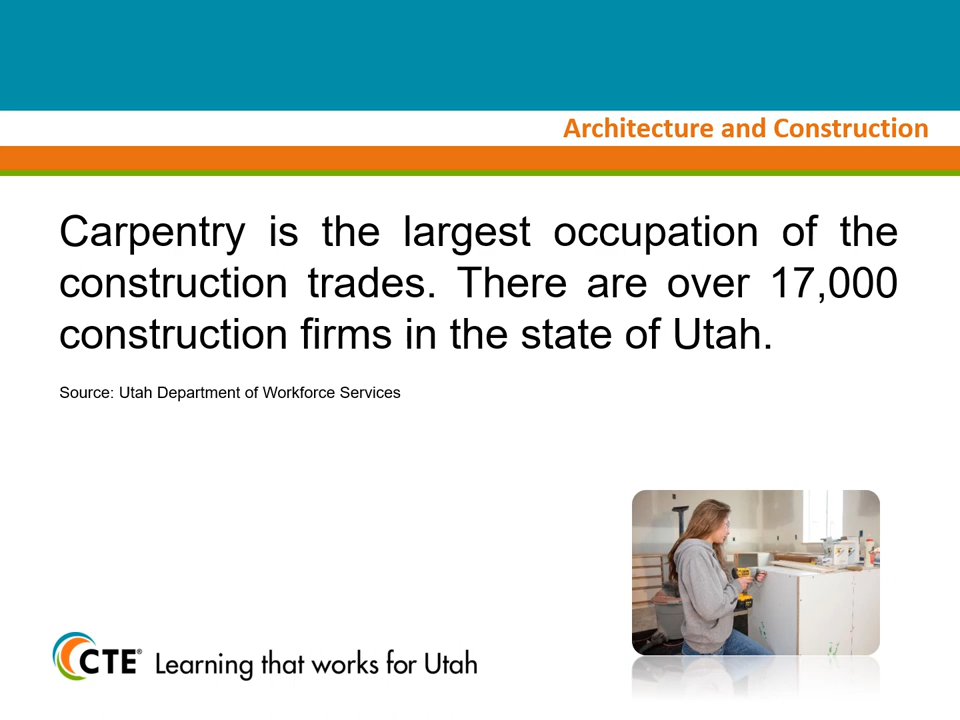 Architecture and Construction
Carpentry is the largest occupation of the
construction trades. There are over 17,000
construction firms in the state of Utah.
Source: Utah Department of Workforce Services
CTE® Learning that works for Utah